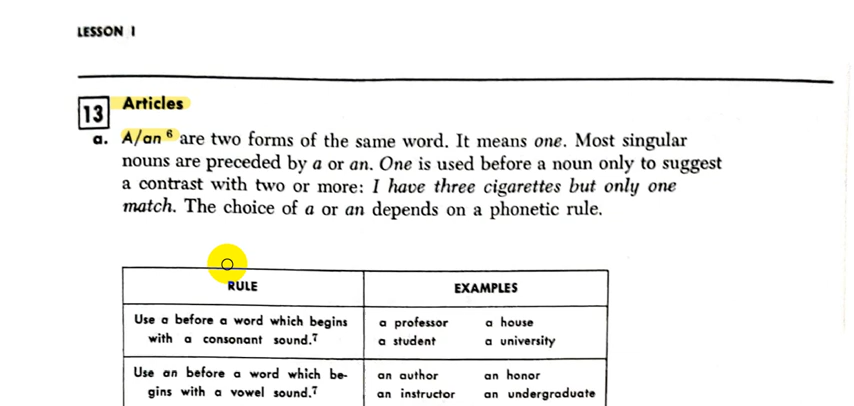 LESSON 1
13 Articles
a. A/an 6 are two forms of the same word. It means one. Most singular
nouns are preceded by a or an. One is used before a noun only to suggest
a contrast with two or more: I have three cigarettes but only one
match. The choice of a or an depends on a phonetic rule.
RULE EXAMPLES
Use a before a word which begins a professor a house
with a consonant sound.7 a student a university
Use an before a word which be- an author an honor
gins with a vowel sound.7 an instructor an undergraduate